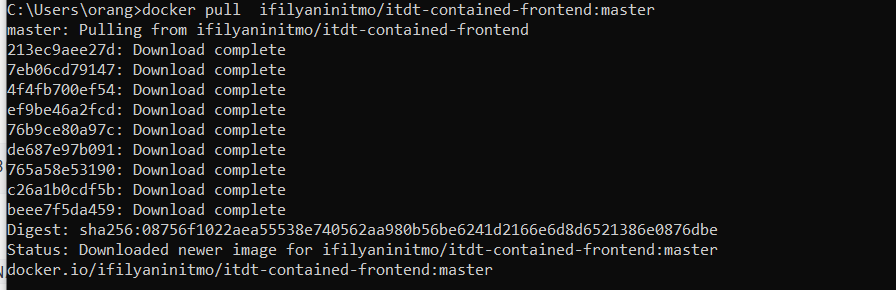 C:\Users\orang>docker pull  ifilyaninitmo/itdt-contained-frontend:master
master: Pulling from ifilyaninitmo/itdt-contained-frontend
213ec9aee27d: Download complete
7eb06cd79147: Download complete
4f4fb700ef54: Download complete
ef9be46a2fcd: Download complete
76b9ce80a97c: Download complete
de687e97b091: Download complete
765a58e53190: Download complete
c26a1b0cdf5b: Download complete
beee7f5da459: Download complete
Digest: sha256:08756f1022aea55538e740562aa980b56be6241d2166e6d8d6521386e0876dbe
Status: Downloaded newer image for ifilyaninitmo/itdt-contained-frontend:master
docker.io/ifilyaninitmo/itdt-contained-frontend:master